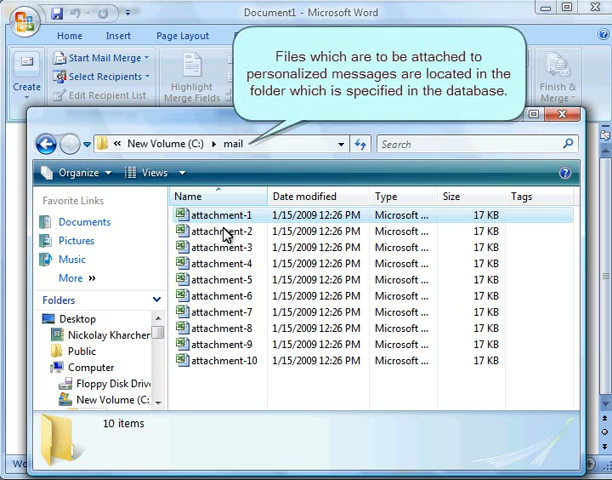 Document1 - Microsoft Word
Home
Insert
Page Layout
Start Mail Merge
Select Recipients
Edit Recipient List
Create
Highlight
Merge Fields
Finish &
Merge
Files which are to be attached to
personalized messages are located in the
folder which is specified in the database.
« New Volume (C:) mail
Search
Organize
Views
Favorite Links
Documents
Pictures
Music
More »
Folders
Desktop
Nickolay Kharchen
Public
Computer
Floppy Disk Drive
New Volume (C:
Name Date modified Type Size Tags
attachment-1 1/15/2009 12:26 PM Microsoft ... 17 KB
attachment-2 1/15/2009 12:26 PM Microsoft ... 17 KB
attachment-3 1/15/2009 12:26 PM Microsoft ... 17 KB
attachment-4 1/15/2009 12:26 PM Microsoft ... 17 KB
attachment-5 1/15/2009 12:26 PM Microsoft ... 17 KB
attachment-6 1/15/2009 12:26 PM Microsoft ... 17 KB
attachment-7 1/15/2009 12:26 PM Microsoft ... 17 KB
attachment-8 1/15/2009 12:26 PM Microsoft ... 17 KB
attachment-9 1/15/2009 12:26 PM Microsoft ... 17 KB
attachment-10 1/15/2009 12:26 PM Microsoft ... 17 KB
10 items